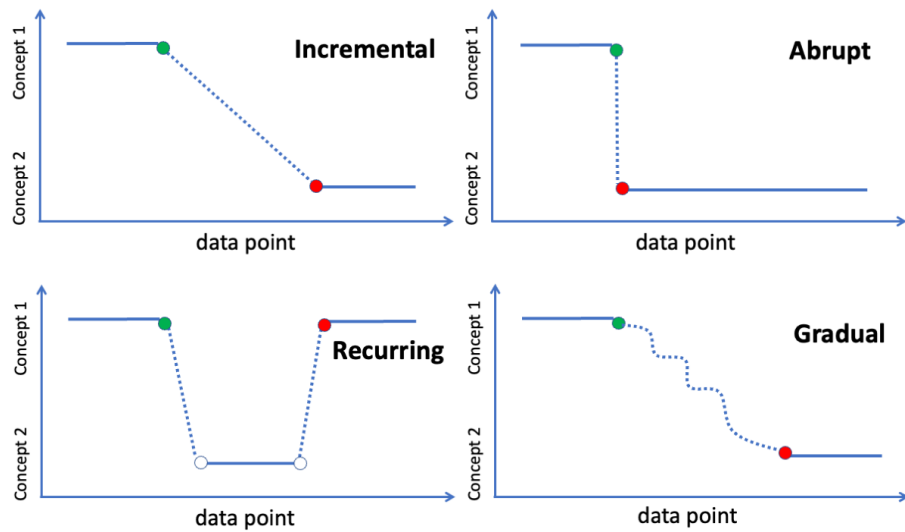 Concept 1
Incremental
Concept 2
data point
Concept 1
Abrupt
Concept 2
data point
Concept 1
Recurring
Concept 2
data point
Concept 1
Gradual
Concept 2
data point